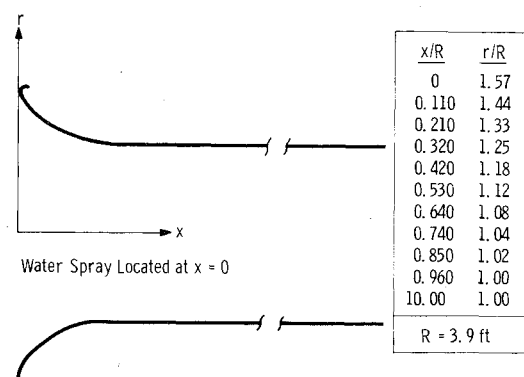 r
x
Water Spray Located at x = 0
x/R r/R
0 1.57
0.110 1.44
0.210 1.33
0.320 1.25
0.420 1.18
0.530 1.12
0.640 1.08
0.740 1.04
0.850 1.02
0.960 1.00
10.00 1.00
R = 3.9 ft